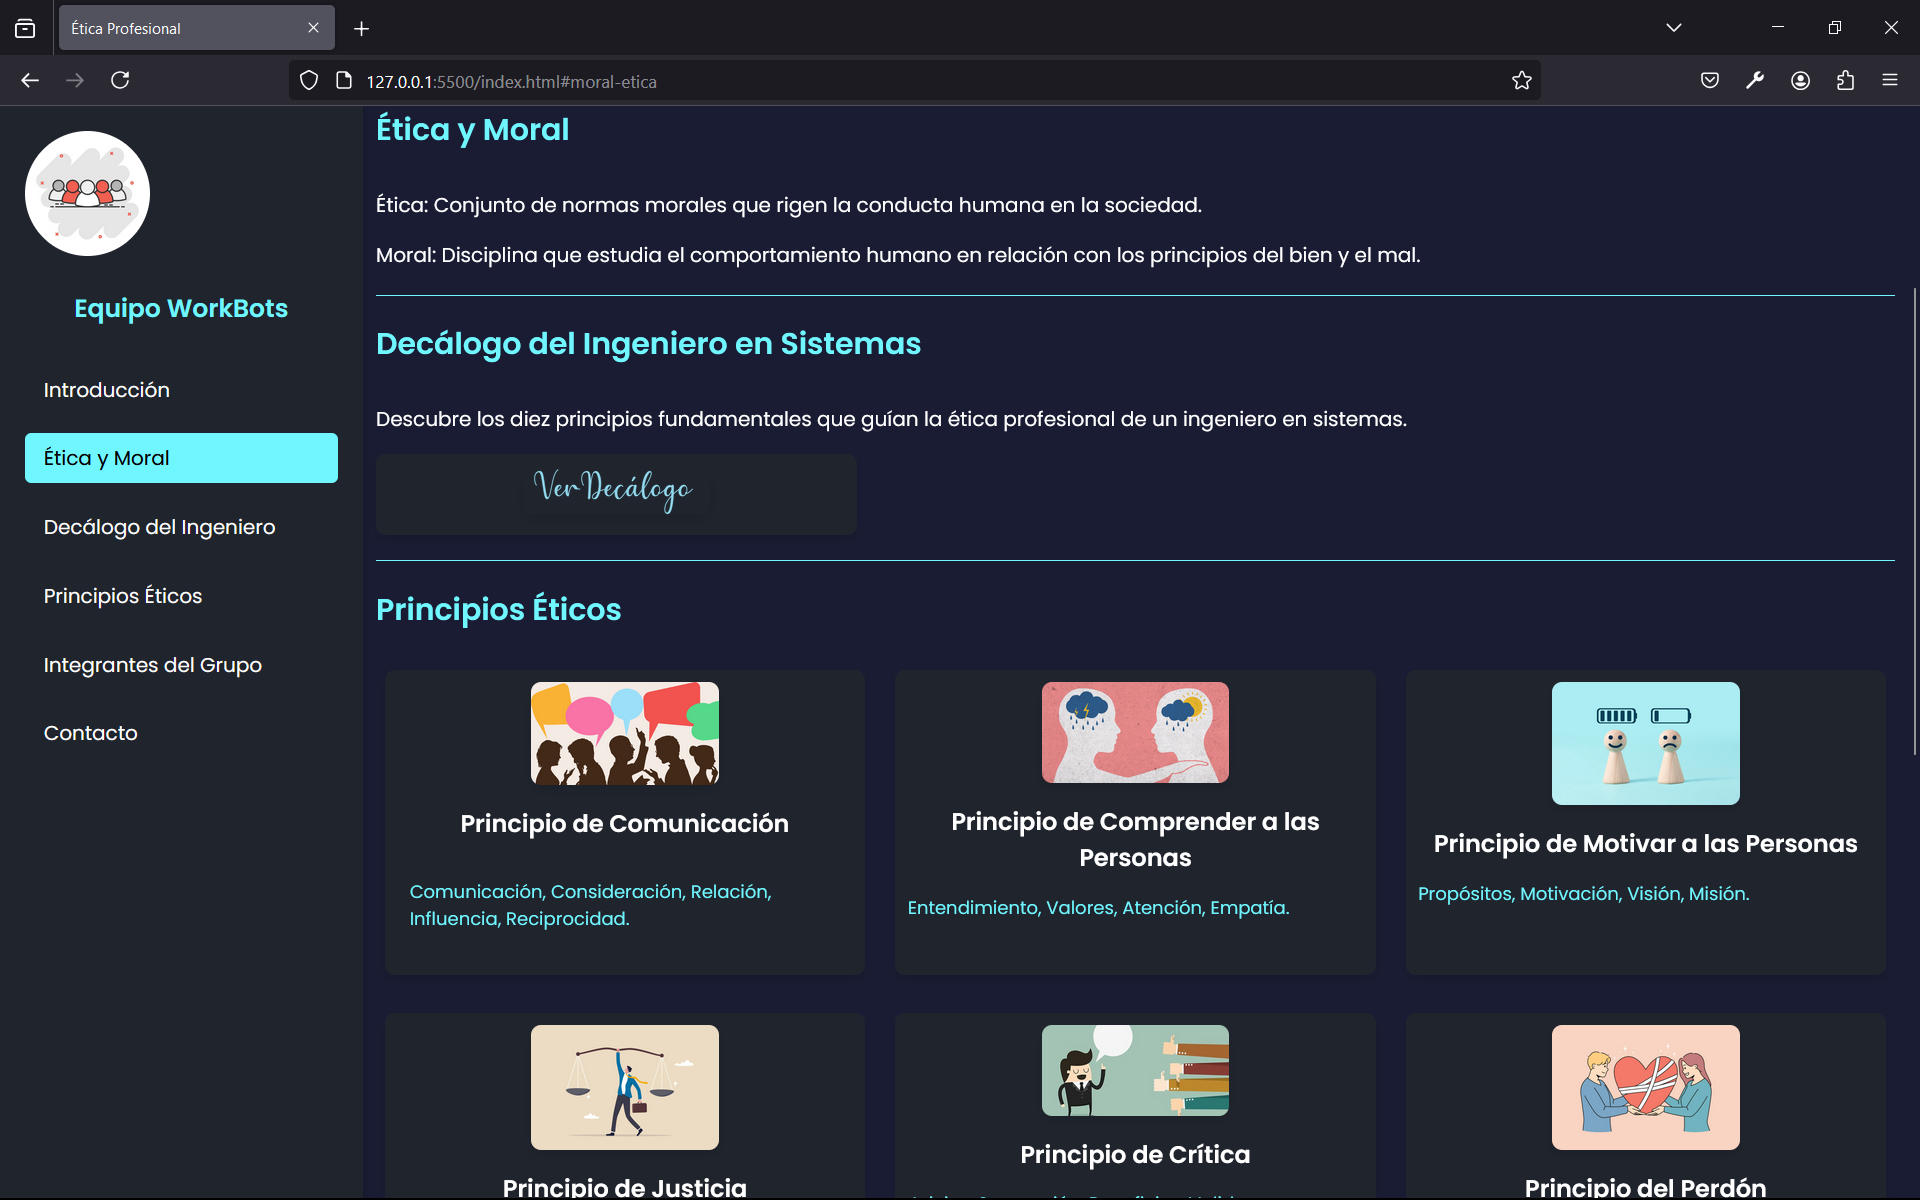 Ética Profesional
127.0.0.1:5500/index.html#moral-etica
Equipo WorkBots
Introducción
Ética y Moral
Decálogo del Ingeniero
Principios Éticos
Integrantes del Grupo
Contacto
Ética y Moral
Ética: Conjunto de normas morales que rigen la conducta humana en la sociedad.
Moral: Disciplina que estudia el comportamiento humano en relación con los principios del bien y el mal.
Decálogo del Ingeniero en Sistemas
Descubre los diez principios fundamentales que guían la ética profesional de un ingeniero en sistemas.
Ver Decálogo
Principios Éticos
Principio de Comunicación
Comunicación, Consideración, Relación,
Influencia, Reciprocidad.
Principio de Comprender a las
Personas
Entendimiento, Valores, Atención, Empatía.
Principio de Motivar a las Personas
Propósitos, Motivación, Visión, Misión.
Principio de Justicia
Principio de Crítica
Principio del Perdón